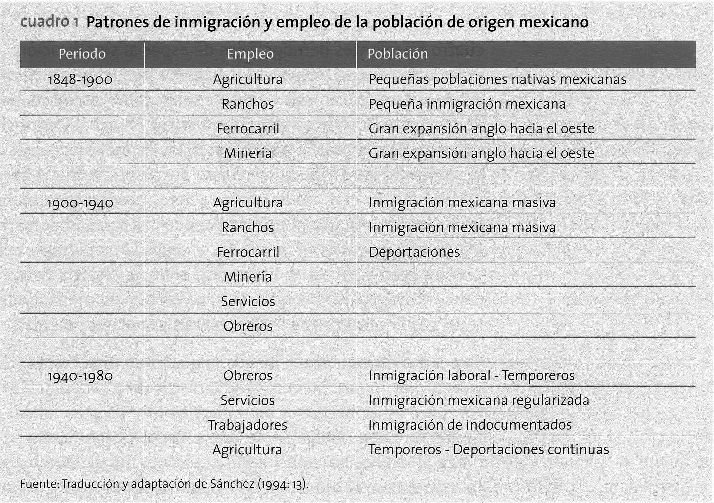 cuadro 1 Patrones de inmigración y empleo de la población de origen mexicano
Periodo Empleo Población
1848-1900 Agricultura Pequeñas poblaciones nativas mexicanas
Ranchos Pequeña inmigración mexicana
Ferrocarril Gran expansión anglo hacia el oeste
Minería Gran expansión anglo hacia el oeste
1900-1940 Agricultura Inmigración mexicana masiva
Ranchos Inmigración mexicana masiva
Ferrocarril Deportaciones
Minería
Servicios
Obreros
1940-1980 Obreros Inmigración laboral - Temporeros
Servicios Inmigración mexicana regularizada
Trabajadores Inmigración de indocumentados
Agricultura Temporeros - Deportaciones continuas
Fuente: Traducción y adaptación de Sánchez (1994: 13).